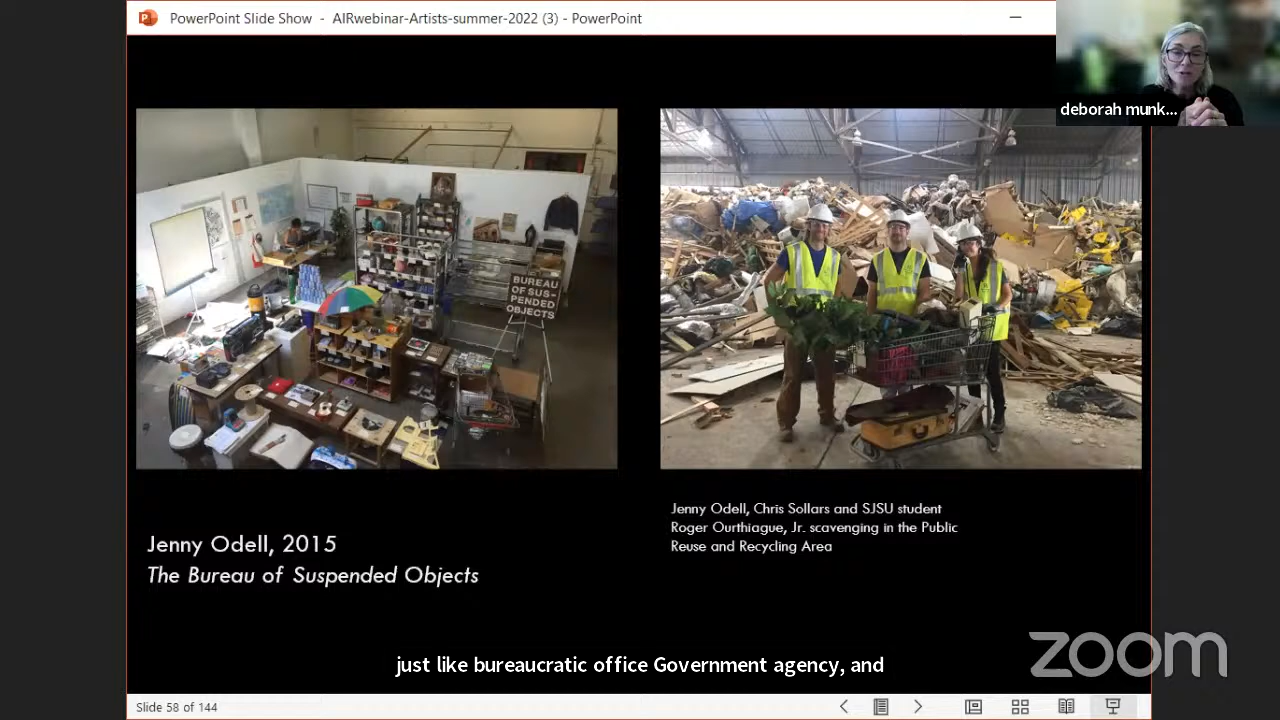 PowerPoint Slide Show - AIRwebinar-Artists-summer-2022 (3) - PowerPoint
deborah munk...
BUREAU
OF SUS-
PENDED
OBJECTS
Jenny Odell, Chris Sollars and SJSU student
Roger Ourthiague, Jr. scavenging in the Public
Reuse and Recycling Area
Jenny Odell, 2015
The Bureau of Suspended Objects
just like bureaucratic office Government agency, and
zoom
Slide 58 of 144